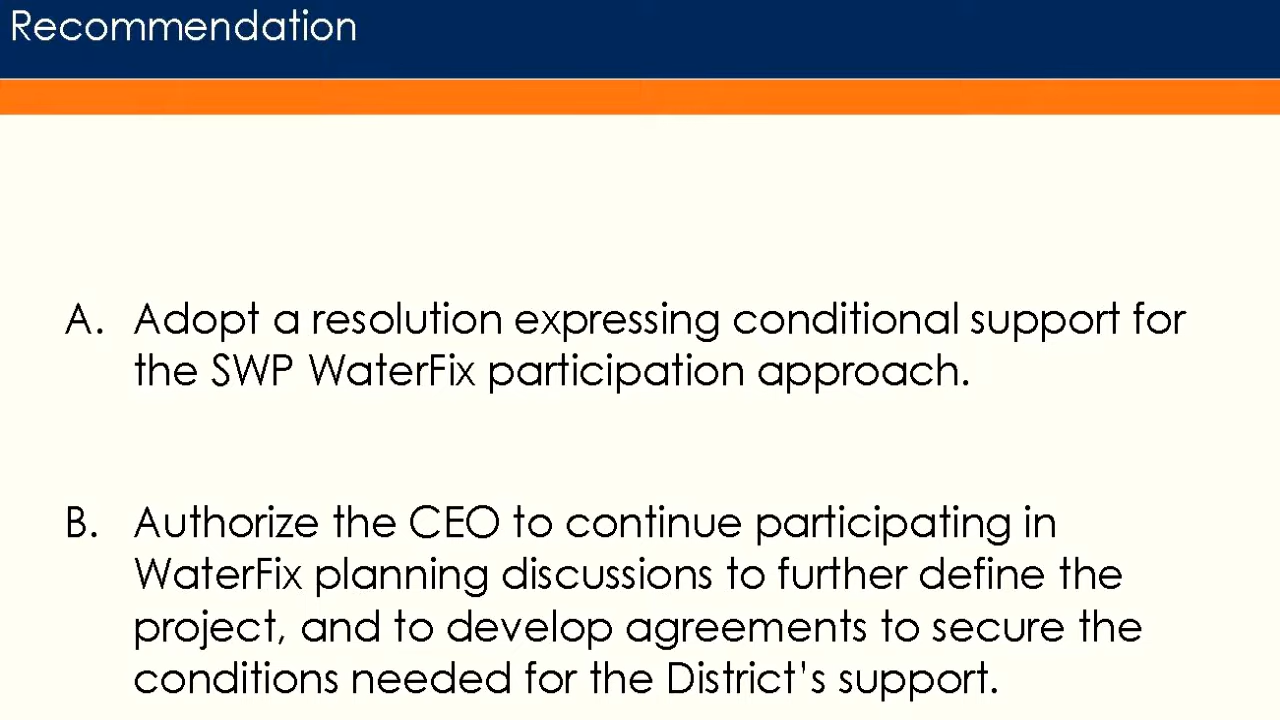 Recommendation
A. Adopt a resolution expressing conditional support for
the SWP WaterFix participation approach.
B. Authorize the CEO to continue participating in
WaterFix planning discussions to further define the
project, and to develop agreements to secure the
conditions needed for the District's support.